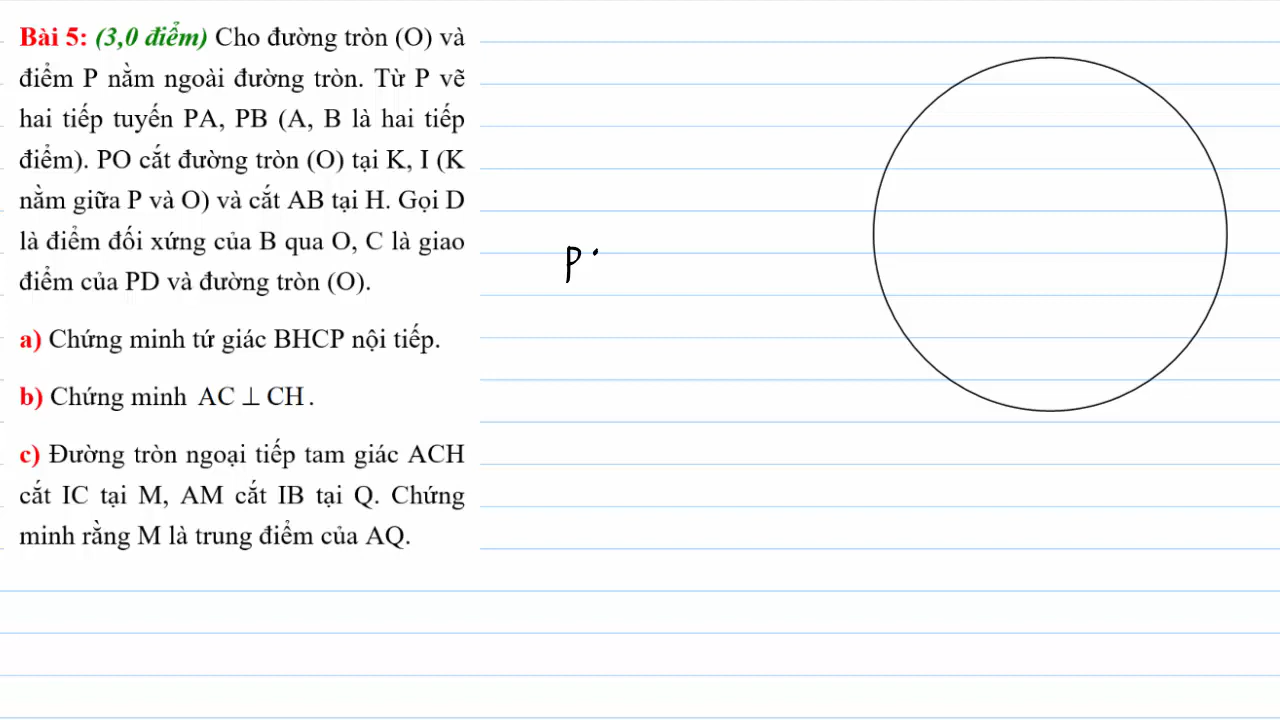 Bài 5: (3,0 điểm) Cho đường tròn (O) và
điểm P nằm ngoài đường tròn. Từ P vẽ
hai tiếp tuyến PA, PB (A, B là hai tiếp
điểm). PO cắt đường tròn (O) tại K, I (K
nằm giữa P và O) và cắt AB tại H. Gọi D
là điểm đối xứng của B qua O, C là giao
điểm của PD và đường tròn (O).
a) Chứng minh tứ giác BHCP nội tiếp.
b) Chứng minh AC ⊥ CH.
c) Đường tròn ngoại tiếp tam giác ACH
cắt IC tại M, AM cắt IB tại Q. Chứng
minh rằng M là trung điểm của AQ.
P